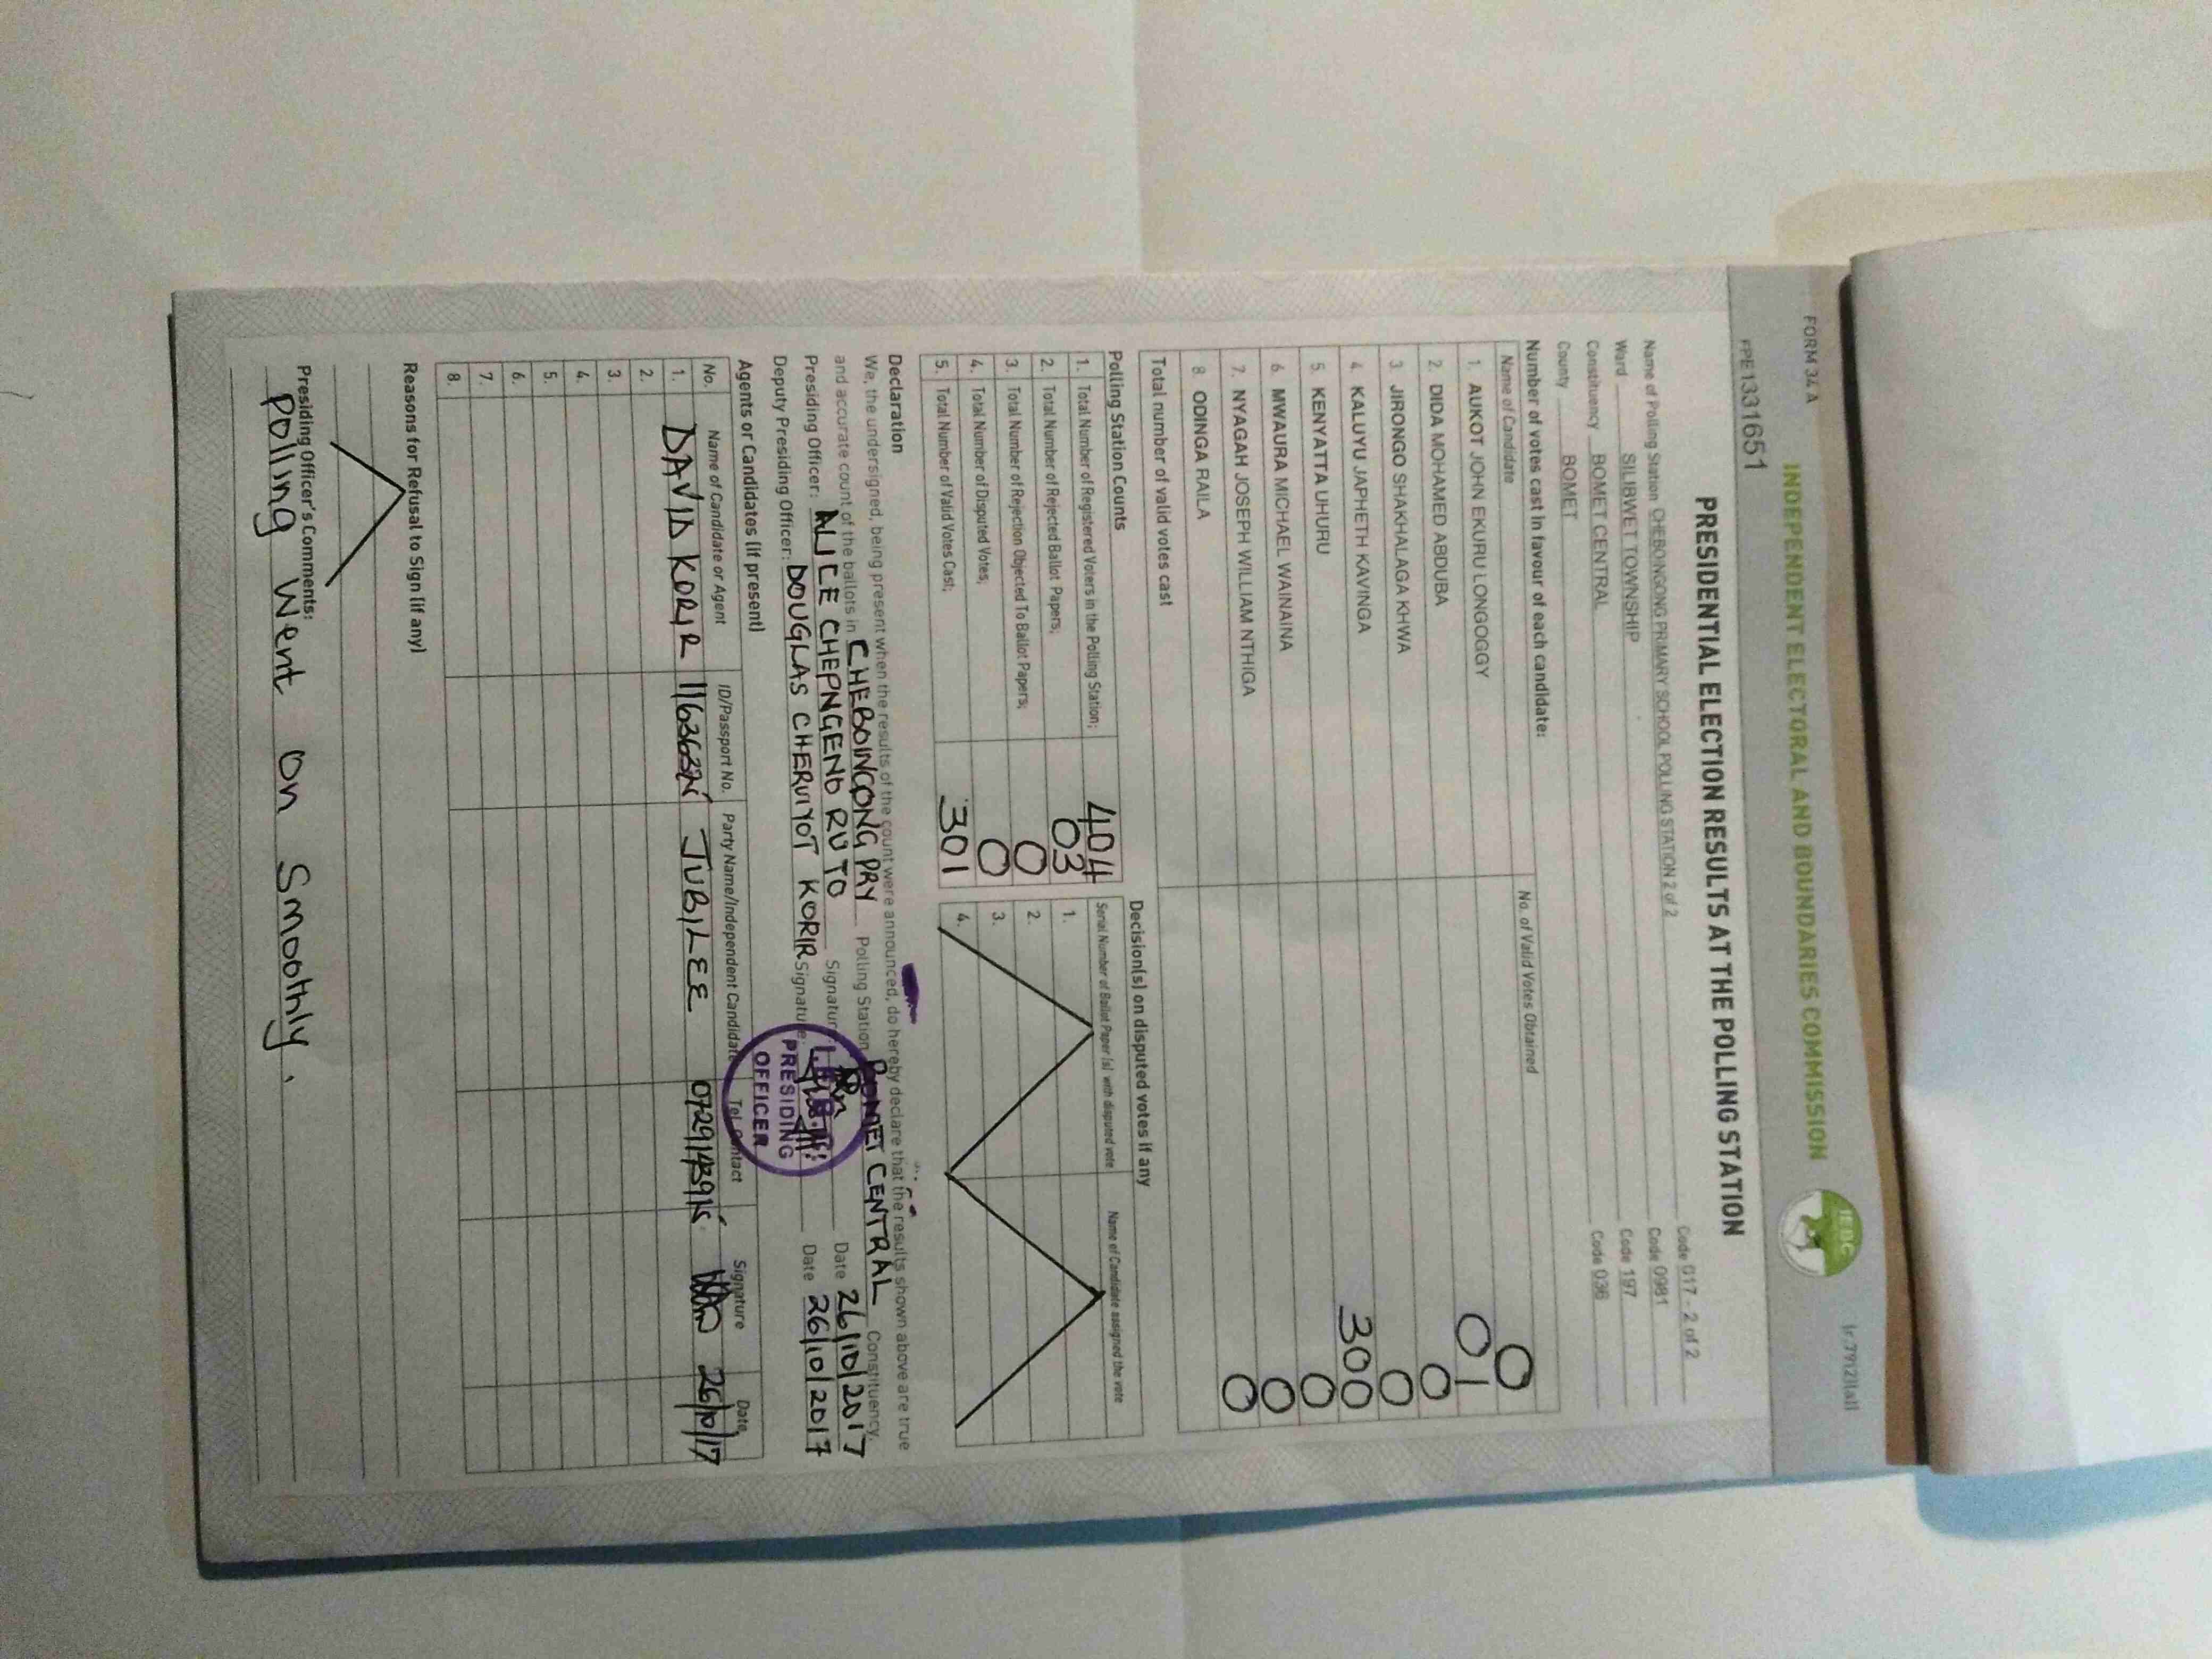 FORM 34 A
INDEPENDENT ELECTORAL AND BOUNDARIES COMMISSION
IEBC
PRESIDENTIAL ELECTION RESULTS AT THE POLLING STATION
Name of Polling Station CHEBONGONG PRIMARY SCHOOL POLLING STATION 2 of 2 Code 017 - 2 of 2
Ward SILIBWET TOWNSHIP Code 0981
Constituency BOMET CENTRAL Code 197
County BOMET Code 036
Number of votes cast in favour of each candidate:
Name of Candidate No. of Valid Votes Obtained
1. AUKOT JOHN EKURU LONGOGGY 0
2. DIDA MOHAMED ABDUBA 01
3. JIRONGO SHAKHALAGA KHWA 0
4. KALUYU JAPHETH KAVINGA 0
5. KENYATTA UHURU 300
6. MWAURA MICHAEL WAINAINA 0
7. NYAGAH JOSEPH WILLIAM NTHIGA 0
8. ODINGA RAILA 0
Total number of valid votes cast
Polling Station Counts
1. Total Number of Registered Voters in the Polling Station; 404
2. Total Number of Rejected Ballot Papers; 03
3. Total Number of Rejection Objected To Ballot Papers; 0
4. Total Number of Disputed Votes; 0
5. Total Number of Valid Votes Cast; 301
Decision(s) on disputed votes if any
Serial Number of Ballot Paper (s) with disputed vote Name of Candidate assigned the vote
1.
2.
3.
4.
Declaration
We, the undersigned, being present when the results of the count were announced, do hereby declare that the results shown above are true
and accurate count of the ballots in CHEBOINGONG PRY Polling Station BOMET CENTRAL Constituency.
Presiding Officer: ALICE CHEPNGENO RUTO Signature Date 26/10/2017
Deputy Presiding Officer: DOUGLAS CHERUIYOT KORIR Signature Date 26/10/2017
PRESIDING
OFFICER
Agents or Candidates (if present)
No. Name of Candidate or Agent ID/Passport No. Party Name/Independent Candidate Tel. Contact Signature Date
1. DAVID KORIR JUBILEE 26/10/17
2.
3.
4.
5.
6.
7.
8.
Reasons for Refusal to Sign (if any)
Presiding Officer's Comments:
Polling Went on Smoothly.